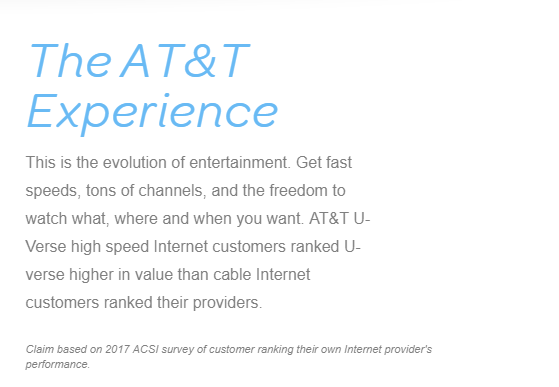 The AT&T
Experience
This is the evolution of entertainment. Get fast
speeds, tons of channels, and the freedom to
watch what, where and when you want. AT&T U-
Verse high speed Internet customers ranked U-
verse higher in value than cable Internet
customers ranked their providers.
Claim based on 2017 ACSI survey of customer ranking their own Internet provider's
performance.